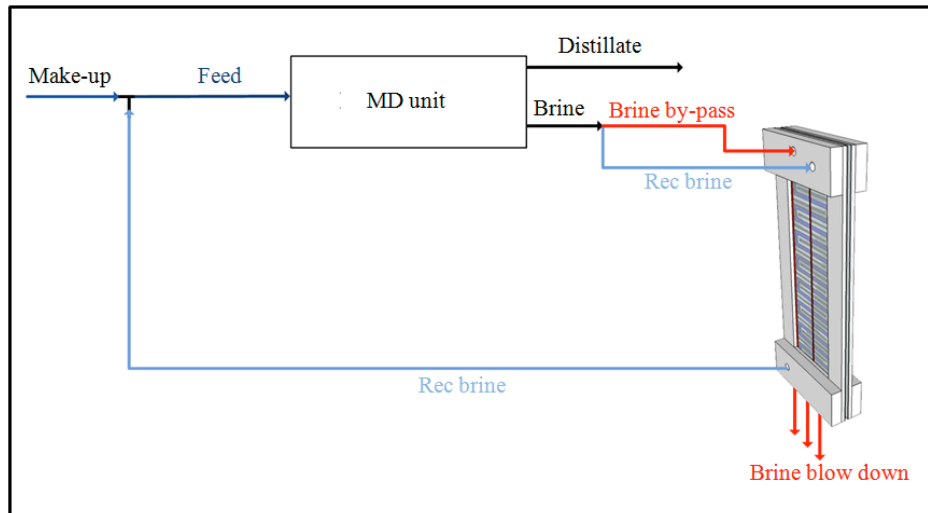 Distillate
Make-up
Feed
MD unit
Brine
Brine by-pass
Rec brine
Rec brine
Brine blow down